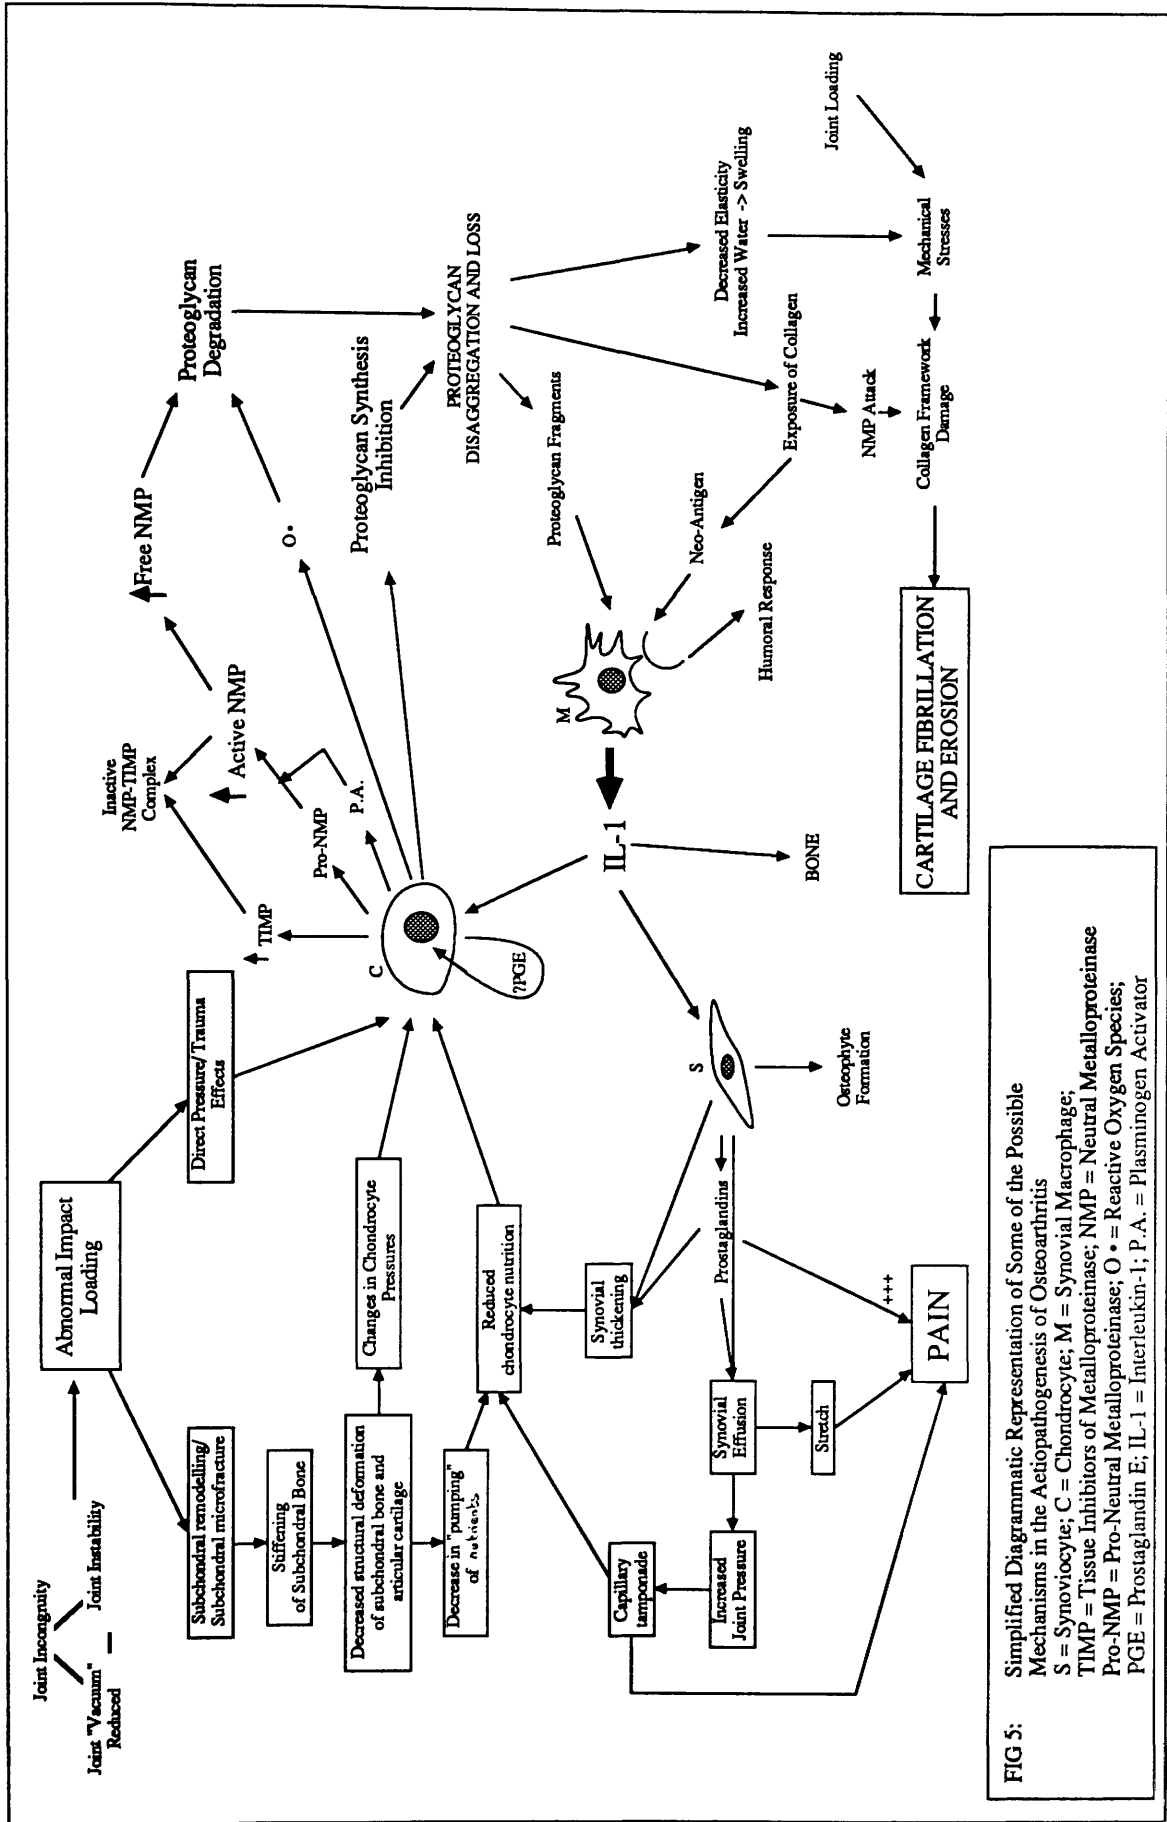 Joint Incongruity
Joint "Vacuum"
Reduced
Joint Instability
Abnormal Impact
Loading
Subchondral remodelling/
Subchondral microfracture
Direct Pressure/ Trauma
Effects
Stiffening
of Subchondral Bone
Decreased structural deformation
of subchondral bone and
articular cartilage
Changes in Chondrocyte
Pressures
Decrease in "pumping"
of nutrients
Reduced
chondrocyte nutrition
Capillary
tamponade
Synovial
thickening
Increased
Joint Pressure
Synovial
Effusion
Stretch
Prostaglandins
+++
PAIN
S
Osteophyte
Formation
C
?PGE
TIMP
Pro-NMP
P.A.
Inactive
NMP-TIMP
Complex
Active NMP
Free NMP
O •
Proteoglycan
Degradation
Proteoglycan Synthesis
Inhibition
PROTEOGLYCAN
DISAGGREGATION AND LOSS
Proteoglycan Fragments
M
IL-1
BONE
Neo-Antigen
Humoral Response
Exposure of Collagen
NMP Attack
Decreased Elasticity
Increased Water -> Swelling
Joint Loading
Mechanical
Stresses
Collagen Framework
Damage
CARTILAGE FIBRILLATION
AND EROSION
FIG 5: Simplified Diagrammatic Representation of Some of the Possible
Mechanisms in the Aetiopathogenesis of Osteoarthritis
S = Synoviocyte; C = Chondrocyte; M = Synovial Macrophage;
TIMP = Tissue Inhibitors of Metalloproteinase; NMP = Neutral Metalloproteinase
Pro-NMP = Pro-Neutral Metalloproteinase; O • = Reactive Oxygen Species;
PGE = Prostaglandin E; IL-1 = Interleukin-1; P.A. = Plasminogen Activator